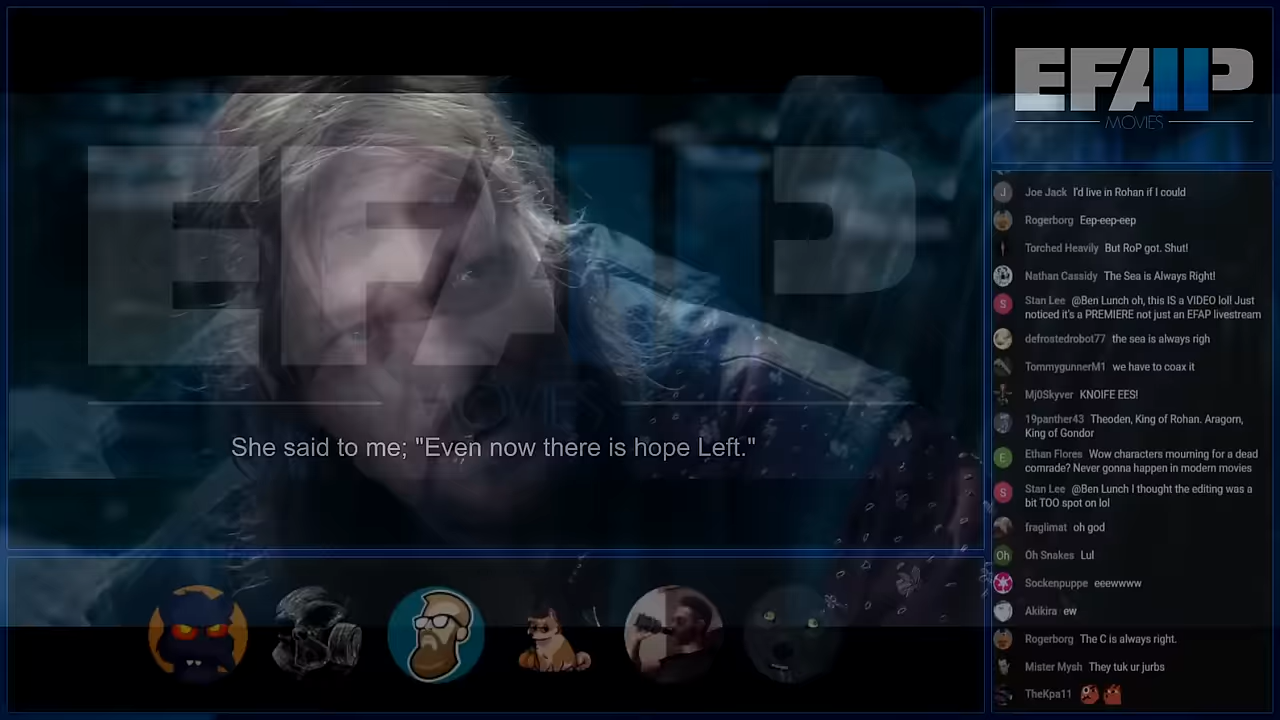 EFAP
MOVIES
She said to me; "Even now there is hope Left."
EFAP
MOVIES
J
Joe Jack I'd live in Rohan if I could
Rogerborg Eep-eep-eep
Torched Heavily But RoP got. Shut!
Nathan Cassidy The Sea is Always Right!
S
Stan Lee @Ben Lunch oh, this IS a VIDEO loll Just
noticed it's a PREMIERE not just an EFAP livestream
defrostedrobot77 the sea is always righ
TommygunnerM1 we have to coax it
Mj0Skyver KNOIFE EES!
19panther43 Theoden, King of Rohan. Aragorn,
King of Gondor
E
Ethan Flores Wow characters mourning for a dead
comrade? Never gonna happen in modern movies
S
Stan Lee @Ben Lunch I thought the editing was a
bit TOO spot on lol
fraglimat oh god
Oh
Oh Snakes Lul
Sockenpuppe eeewwww
Akikira ew
Rogerborg The C is always right.
Mister Mysh They tuk ur jurbs
TheKpa11